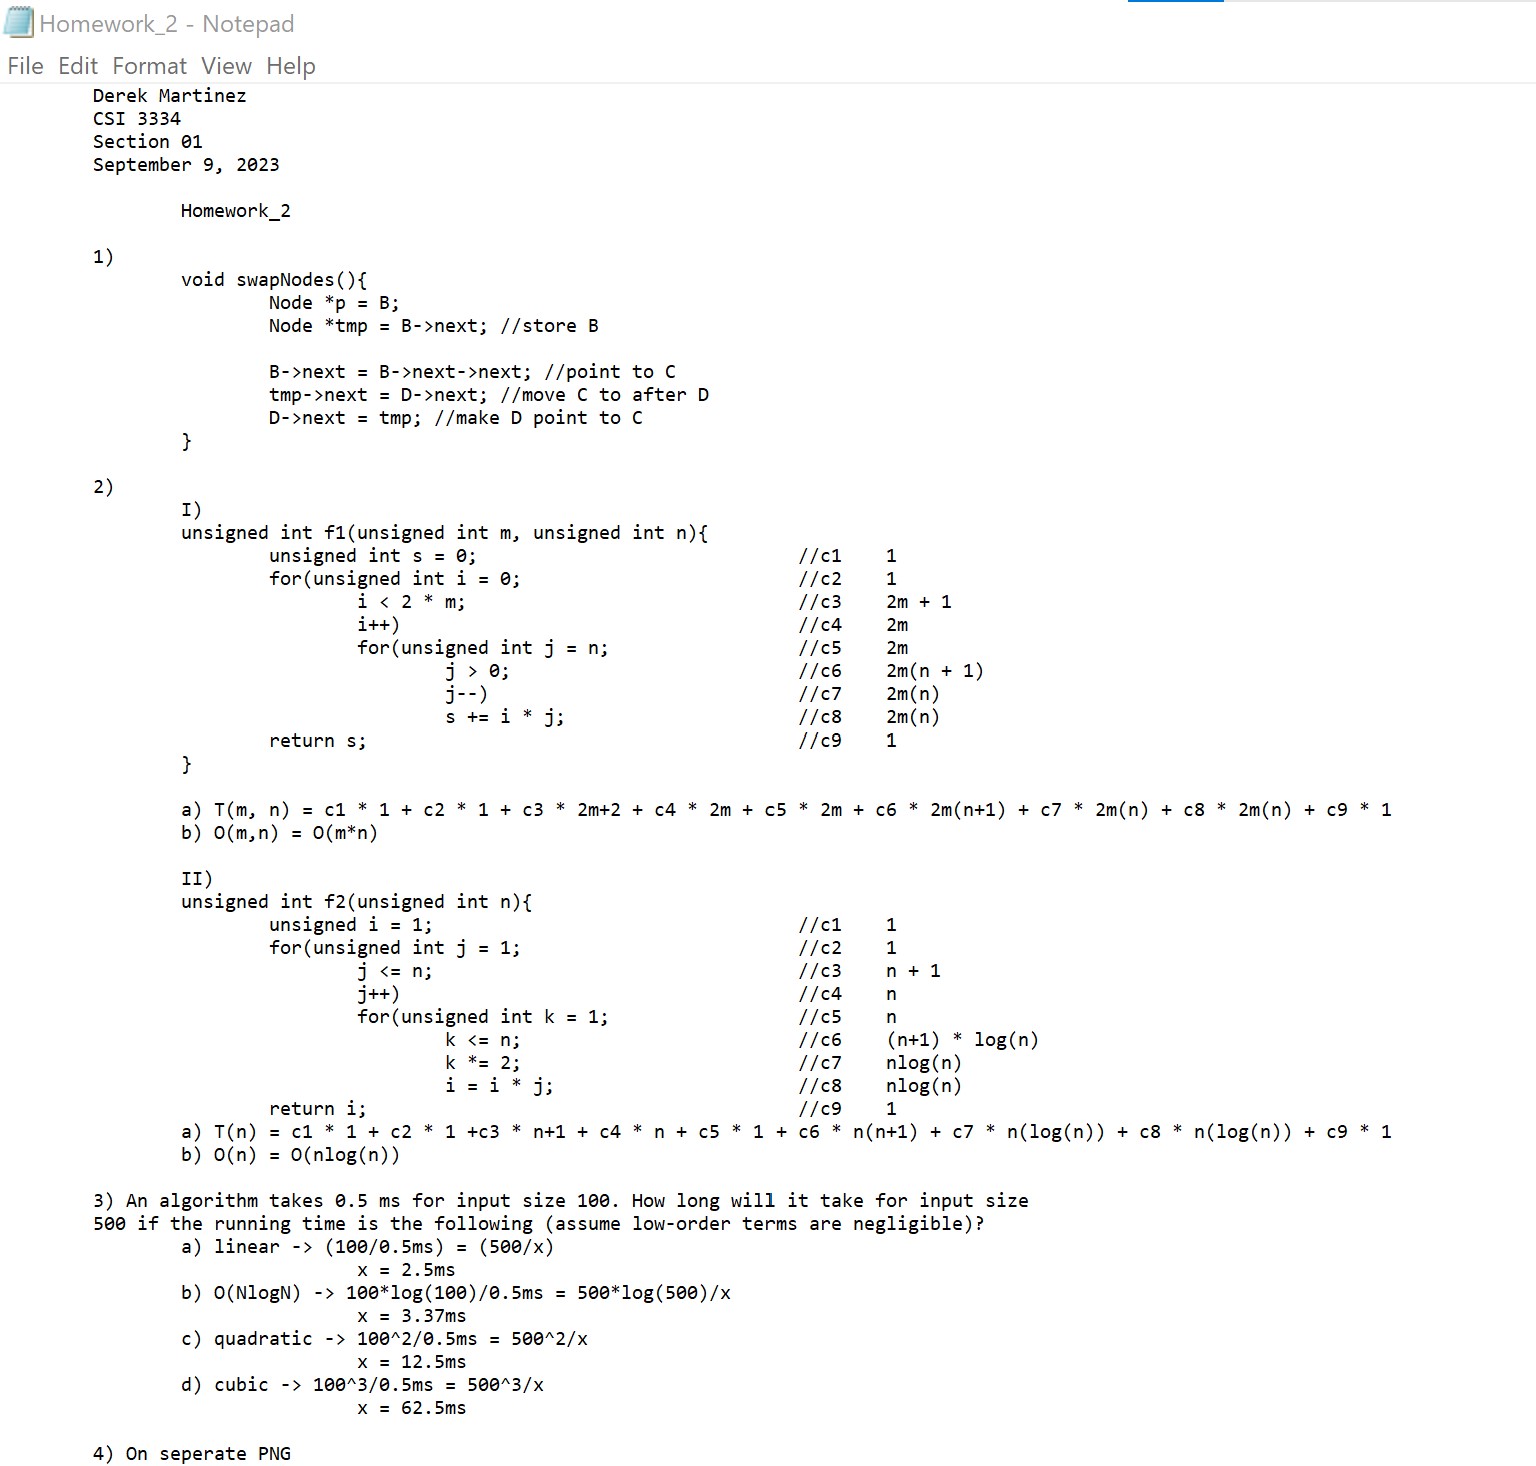 Homework_2 - Notepad
File Edit Format View Help
Derek Martinez
CSI 3334
Section 01
September 9, 2023
Homework_2
1)
void swapNodes(){
Node *p = B;
Node *tmp = B->next; //store B
B->next = B->next->next; //point to C
tmp->next = D->next; //move C to after D
D->next = tmp; //make D point to C
}
2)
I)
unsigned int f1(unsigned int m, unsigned int n){
unsigned int s = 0; //c1 1
for(unsigned int i = 0; //c2 1
i < 2 * m; //c3 2m + 1
i++) //c4 2m
for(unsigned int j = n; //c5 2m
j > 0; //c6 2m(n + 1)
j--) //c7 2m(n)
s += i * j; //c8 2m(n)
return s; //c9 1
}
a) T(m, n) = c1 * 1 + c2 * 1 + c3 * 2m+2 + c4 * 2m + c5 * 2m + c6 * 2m(n+1) + c7 * 2m(n) + c8 * 2m(n) + c9 * 1
b) O(m,n) = O(m*n)
II)
unsigned int f2(unsigned int n){
unsigned i = 1; //c1 1
for(unsigned int j = 1; //c2 1
j <= n; //c3 n + 1
j++) //c4 n
for(unsigned int k = 1; //c5 n
k <= n; //c6 (n+1) * log(n)
k *= 2; //c7 nlog(n)
i = i * j; //c8 nlog(n)
return i; //c9 1
a) T(n) = c1 * 1 + c2 * 1 +c3 * n+1 + c4 * n + c5 * 1 + c6 * n(n+1) + c7 * n(log(n)) + c8 * n(log(n)) + c9 * 1
b) O(n) = O(nlog(n))
3) An algorithm takes 0.5 ms for input size 100. How long will it take for input size
500 if the running time is the following (assume low-order terms are negligible)?
a) linear -> (100/0.5ms) = (500/x)
x = 2.5ms
b) O(NlogN) -> 100*log(100)/0.5ms = 500*log(500)/x
x = 3.37ms
c) quadratic -> 100^2/0.5ms = 500^2/x
x = 12.5ms
d) cubic -> 100^3/0.5ms = 500^3/x
x = 62.5ms
4) On seperate PNG